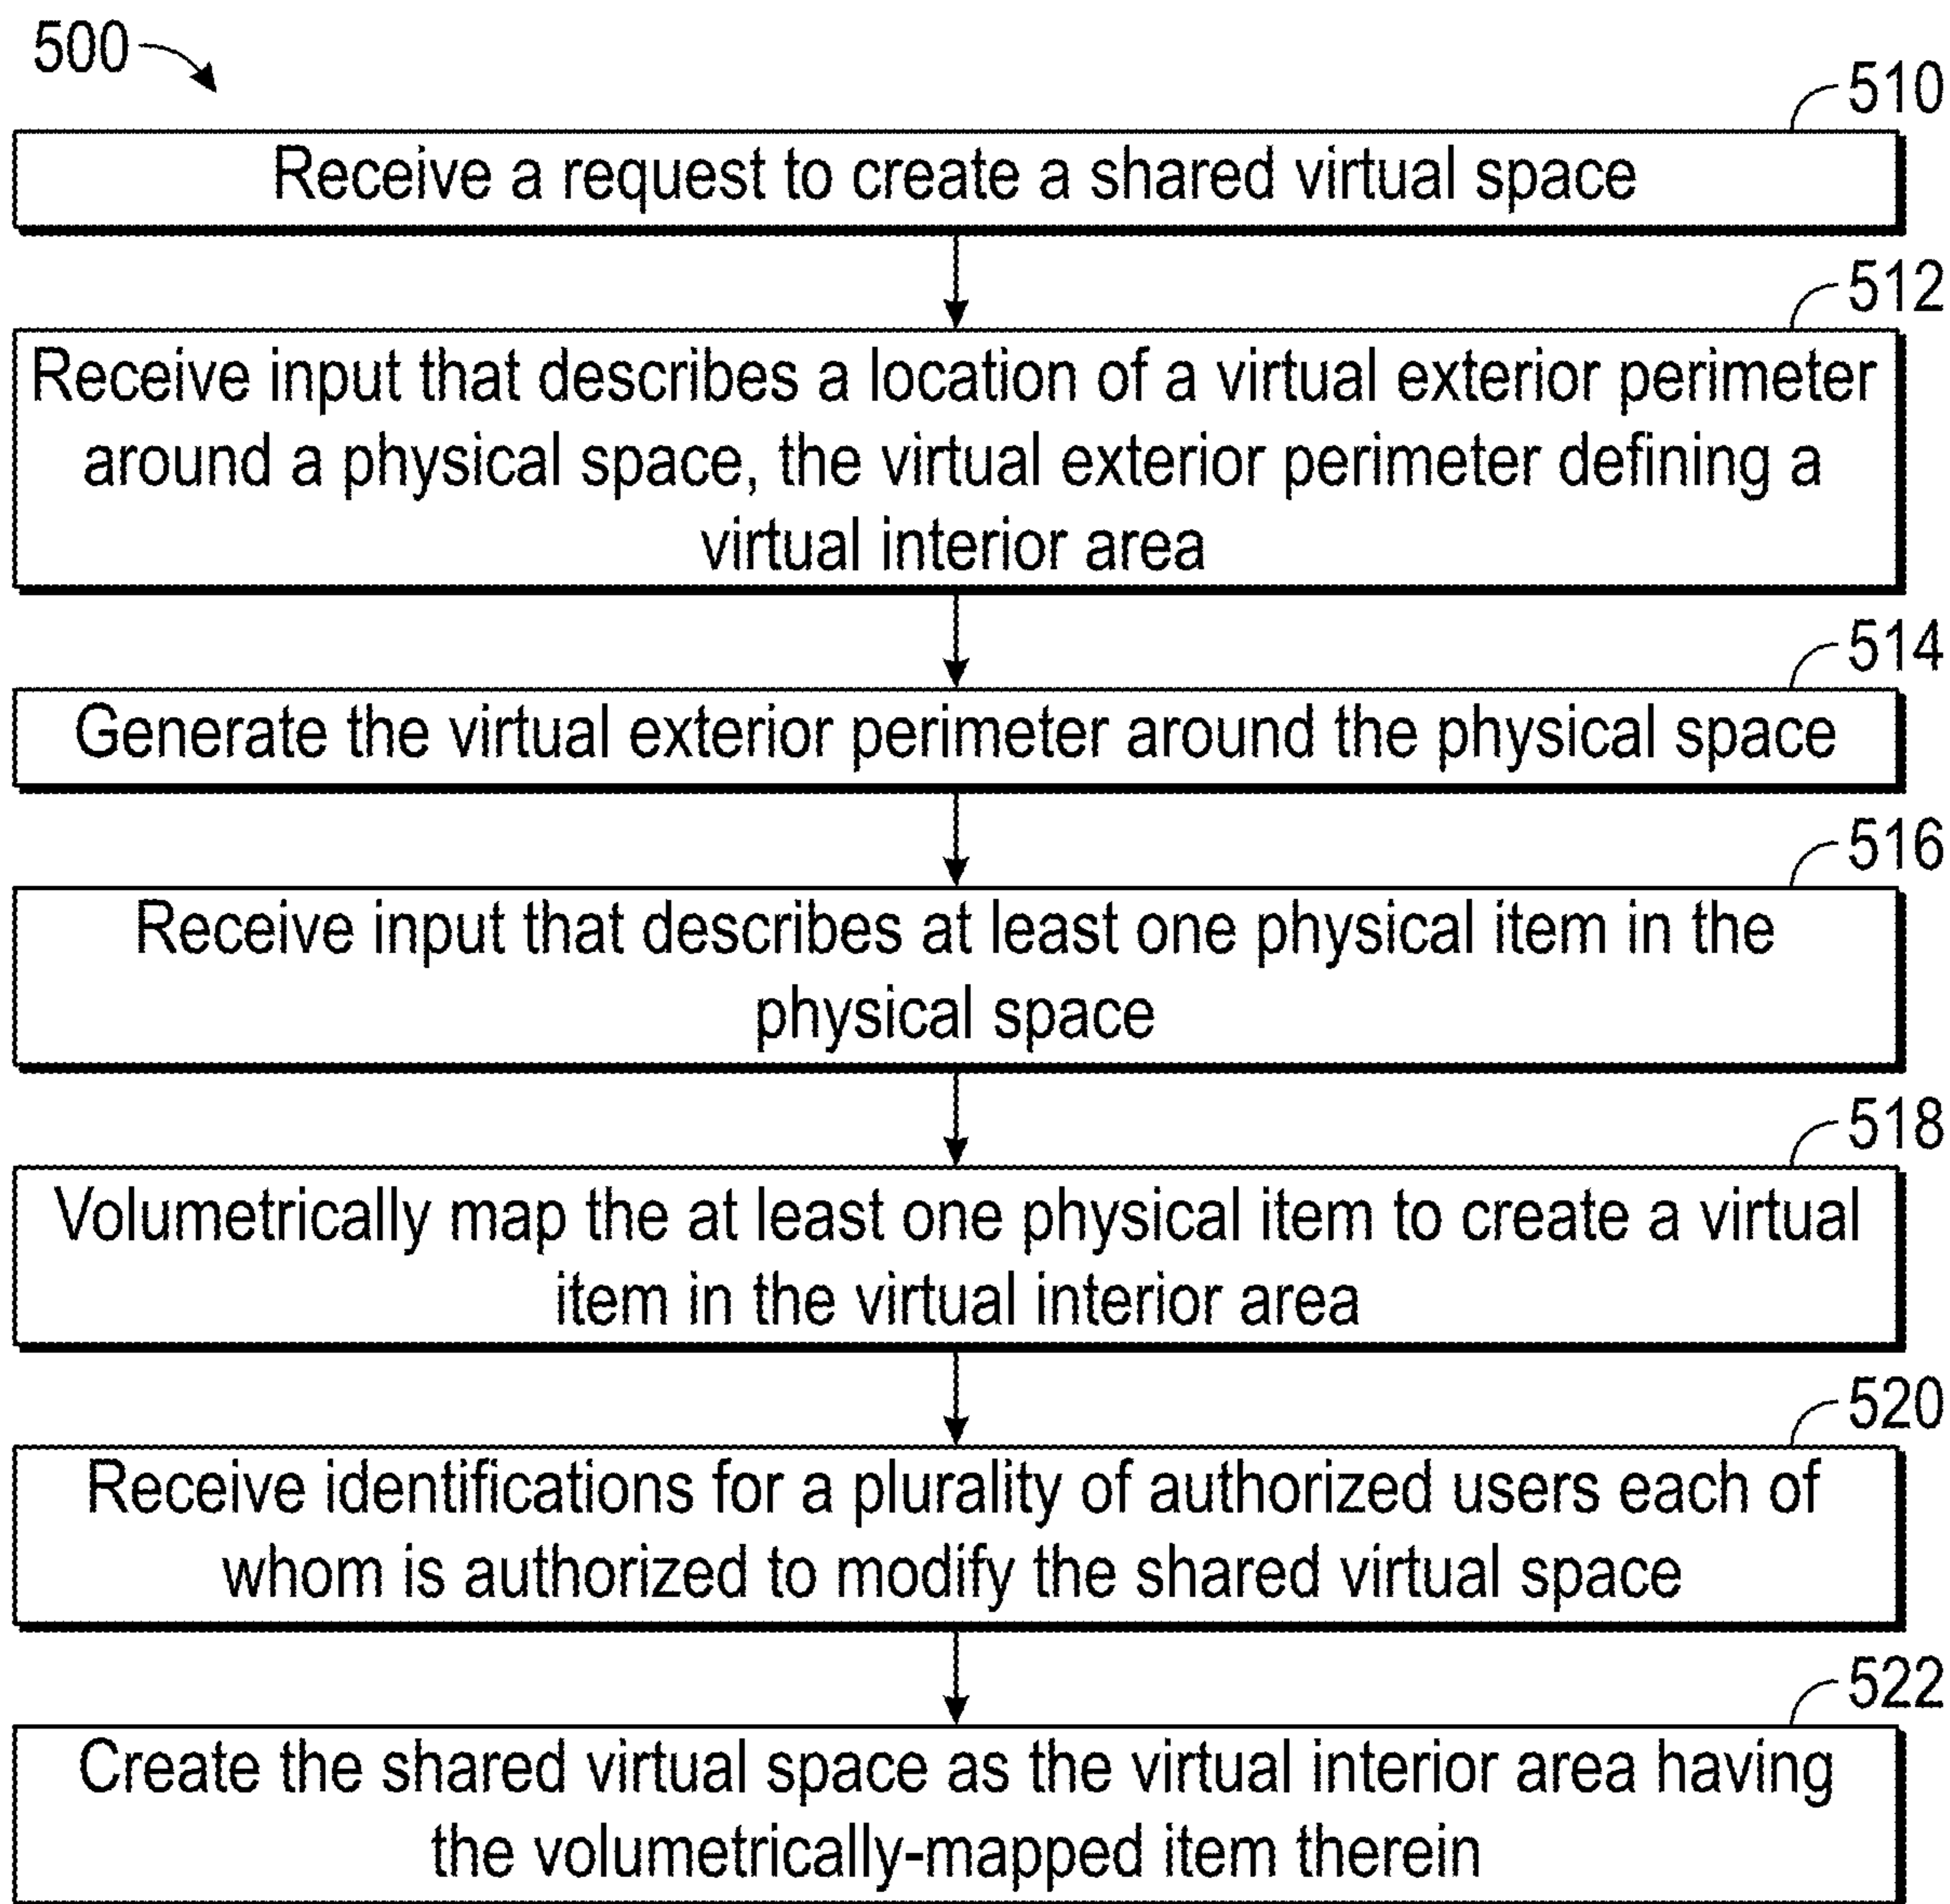 500
510
Receive a request to create a shared virtual space
512
Receive input that describes a location of a virtual exterior perimeter
around a physical space, the virtual exterior perimeter defining a
virtual interior area
514
Generate the virtual exterior perimeter around the physical space
516
Receive input that describes at least one physical item in the
physical space
518
Volumetrically map the at least one physical item to create a virtual
item in the virtual interior area
520
Receive identifications for a plurality of authorized users each of
whom is authorized to modify the shared virtual space
522
Create the shared virtual space as the virtual interior area having
the volumetrically-mapped item therein